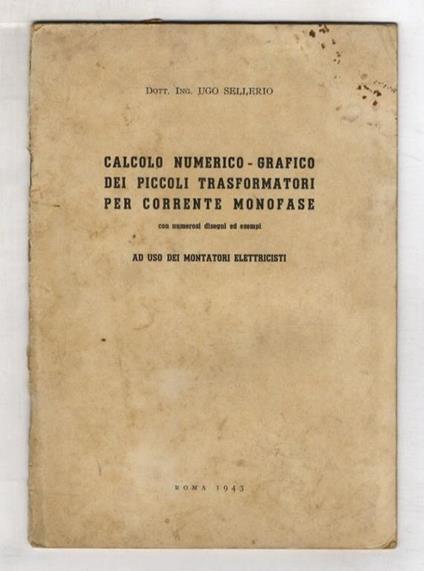 Dott. Ing. UGO SELLERIO
CALCOLO NUMERICO - GRAFICO
DEI PICCOLI TRASFORMATORI
PER CORRENTE MONOFASE
con numerosi disegni ed esempi
AD USO DEI MONTATORI ELETTRICISTI
ROMA 1943